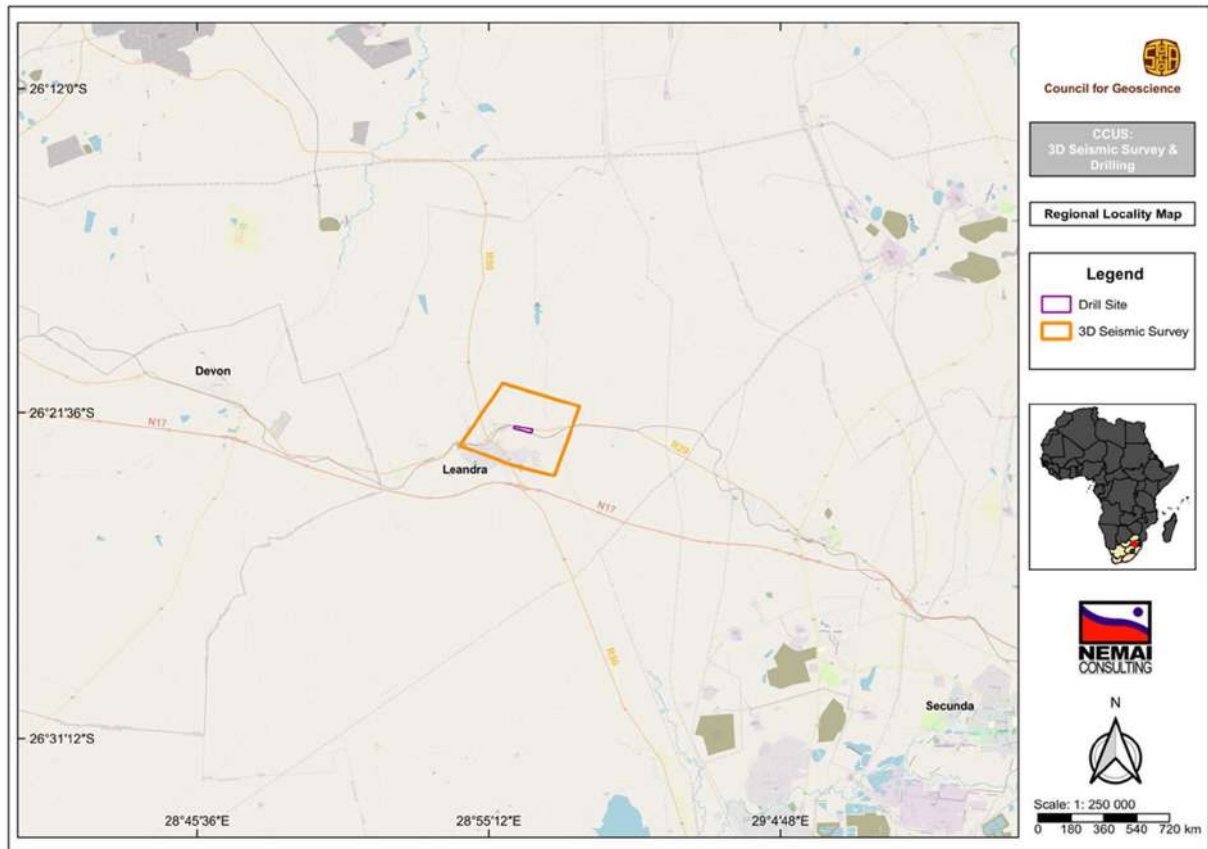 26°12'0"S
26°21'36"S
26°31'12"S
28°45'36"E
28°55'12"E
29°4'48"E
Devon
N17
Leandra
R29
N17
R50
Secunda
Council for Geoscience
CCUS:
3D Seismic Survey &
Drilling
Regional Locality Map
Legend
Drill Site
3D Seismic Survey
NEMAI
CONSULTING
N
Scale: 1: 250 000
0 180 360 540 720 km